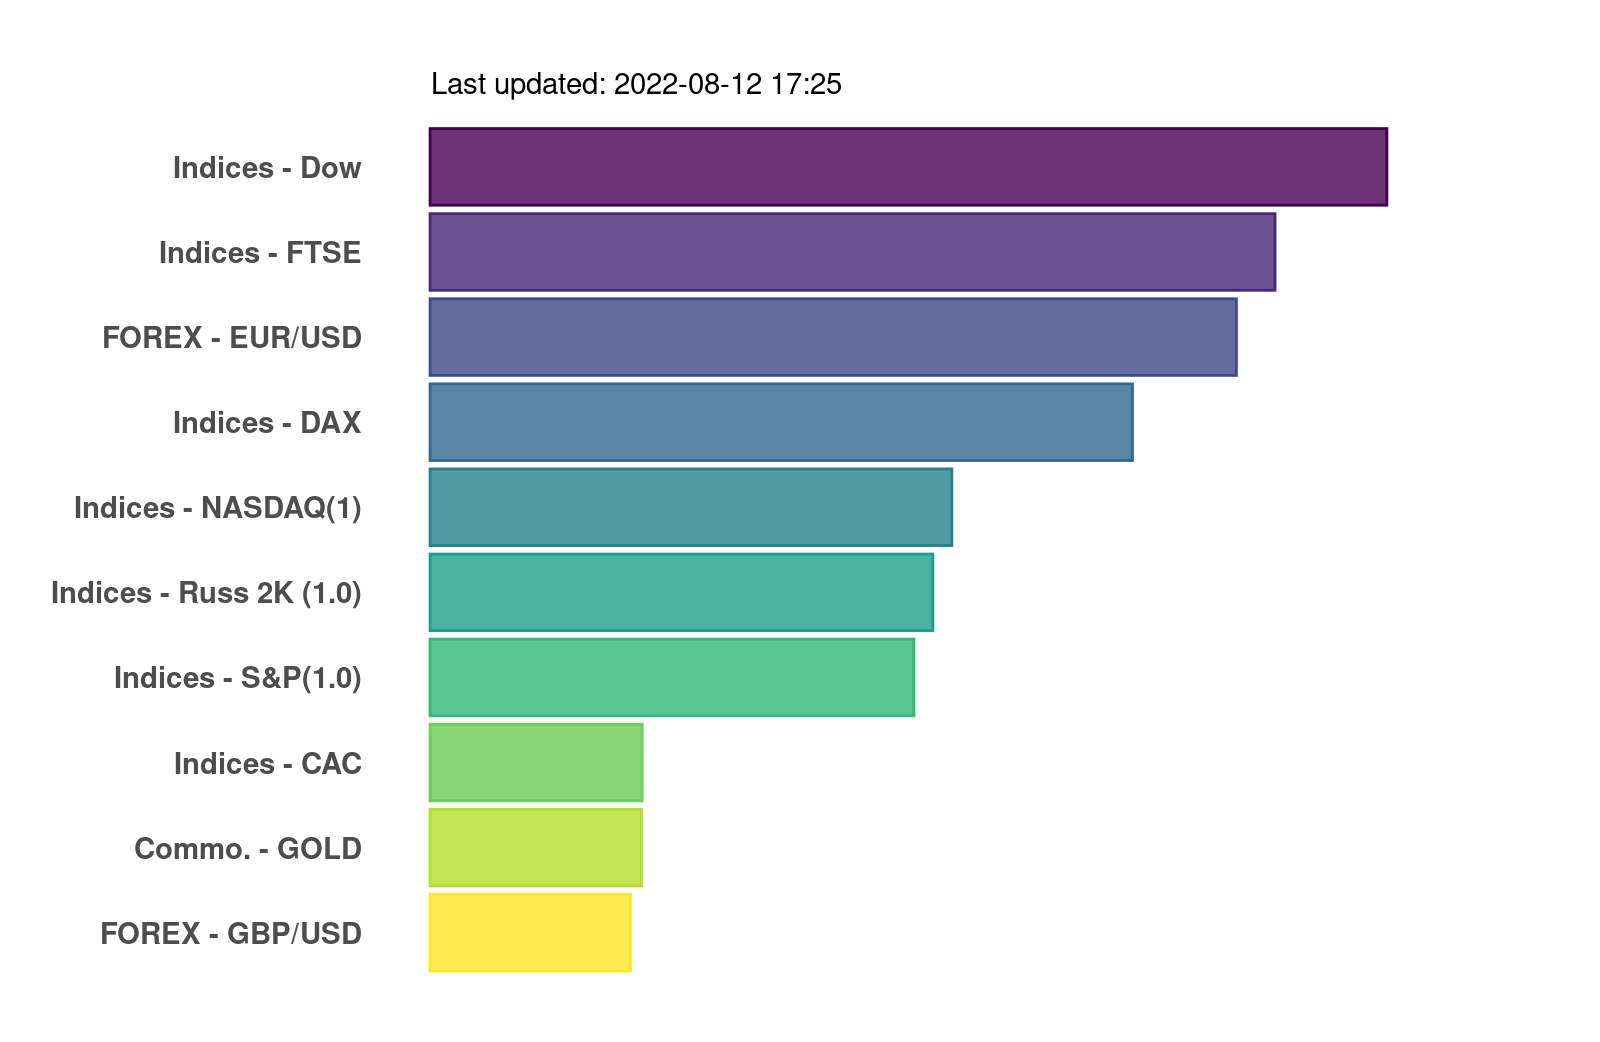 Last updated: 2022-08-12 17:25
Indices - Dow
Indices - FTSE
FOREX - EUR/USD
Indices - DAX
Indices - NASDAQ(1)
Indices - Russ 2K (1.0)
Indices - S&P(1.0)
Indices - CAC
Commo. - GOLD
FOREX - GBP/USD